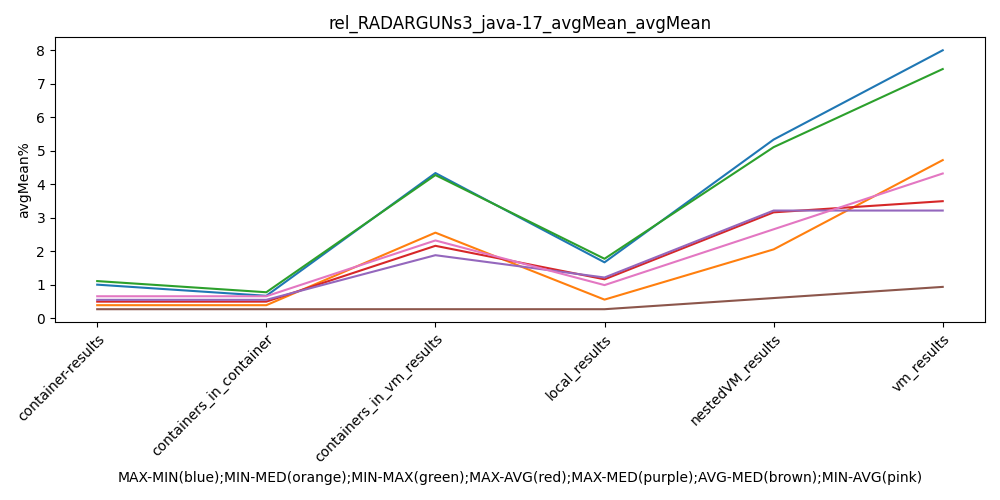 rel_RADARGUNs3_java-17_avgMean_avgMean
avgMean%
8
7
6
5
4
3
2
1
0
container-results
containers_in_container
containers_in_vm_results
local_results
nestedVM_results
vm_results
MAX-MIN(blue);MIN-MED(orange);MIN-MAX(green);MAX-AVG(red);MAX-MED(purple);AVG-MED(brown);MIN-AVG(pink)